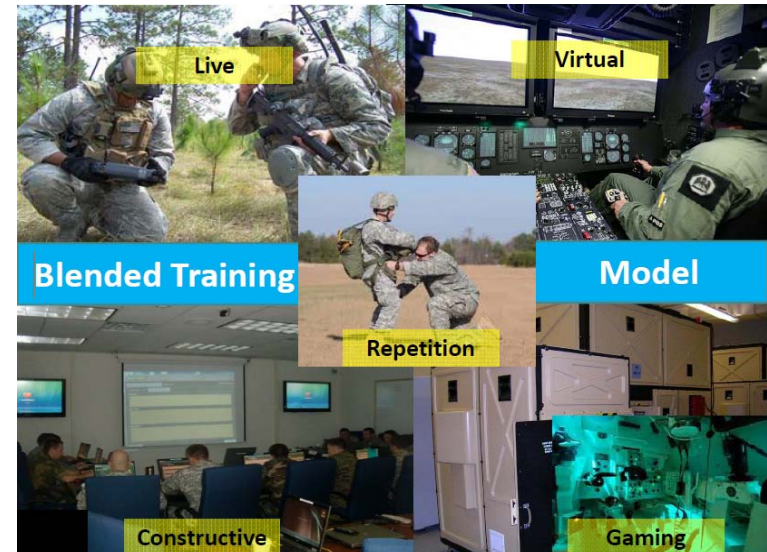 Live
Virtual
Blended Training
Model
Repetition
Constructive
Gaming